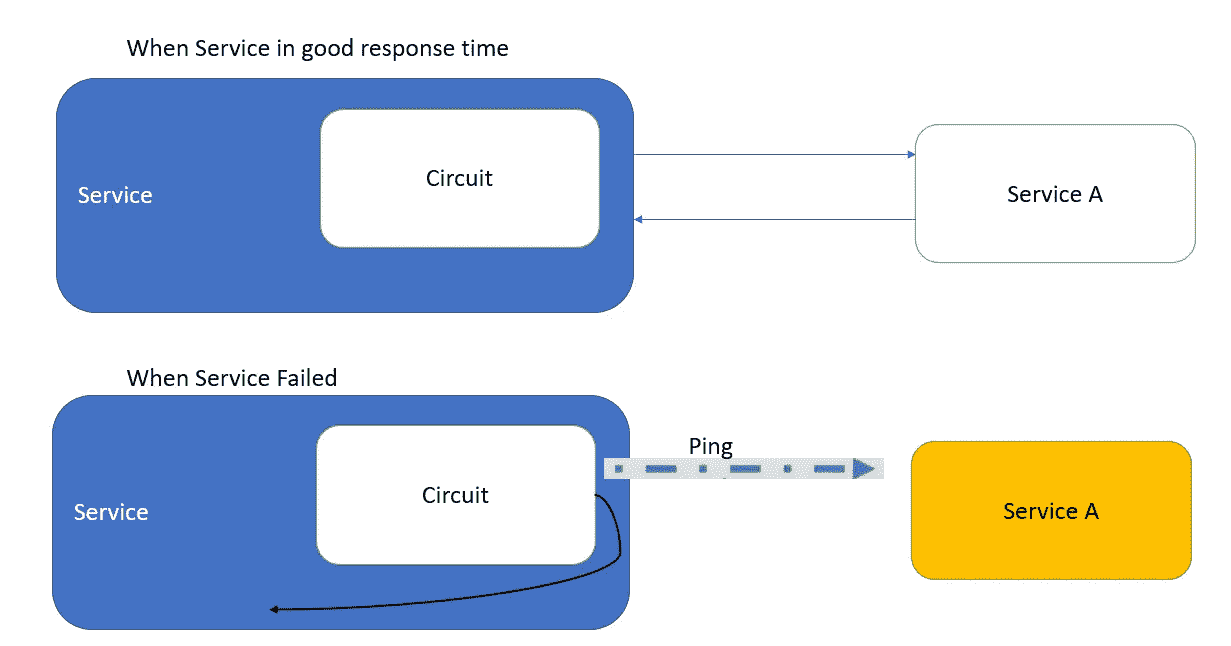 When Service in good response time
Service
Circuit
Service A
When Service Failed
Ping
Service
Circuit
Service A